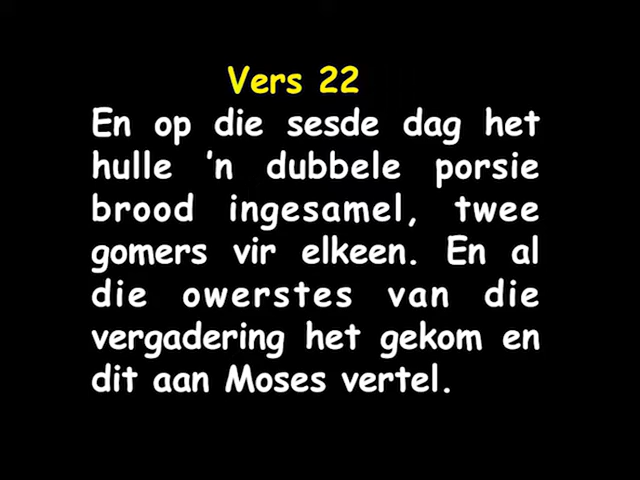 Vers 22
En op die sesde dag het
hulle 'n dubbele porsie
brood ingesamel, twee
gomers vir elkeen. En al
die owerstes van die
vergadering het gekom en
dit aan Moses vertel.